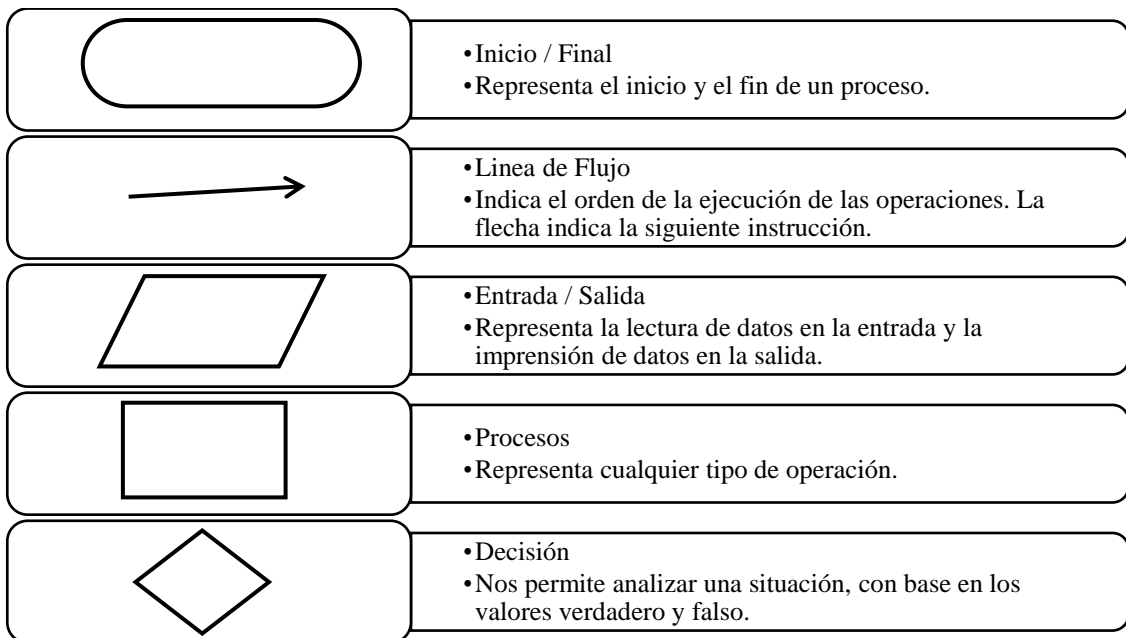 •Inicio / Final
•Representa el inicio y el fin de un proceso.
•Linea de Flujo
•Indica el orden de la ejecución de las operaciones. La
flecha indica la siguiente instrucción.
•Entrada / Salida
•Representa la lectura de datos en la entrada y la
imprensión de datos en la salida.
•Procesos
•Representa cualquier tipo de operación.
•Decisión
•Nos permite analizar una situación, con base en los
valores verdadero y falso.